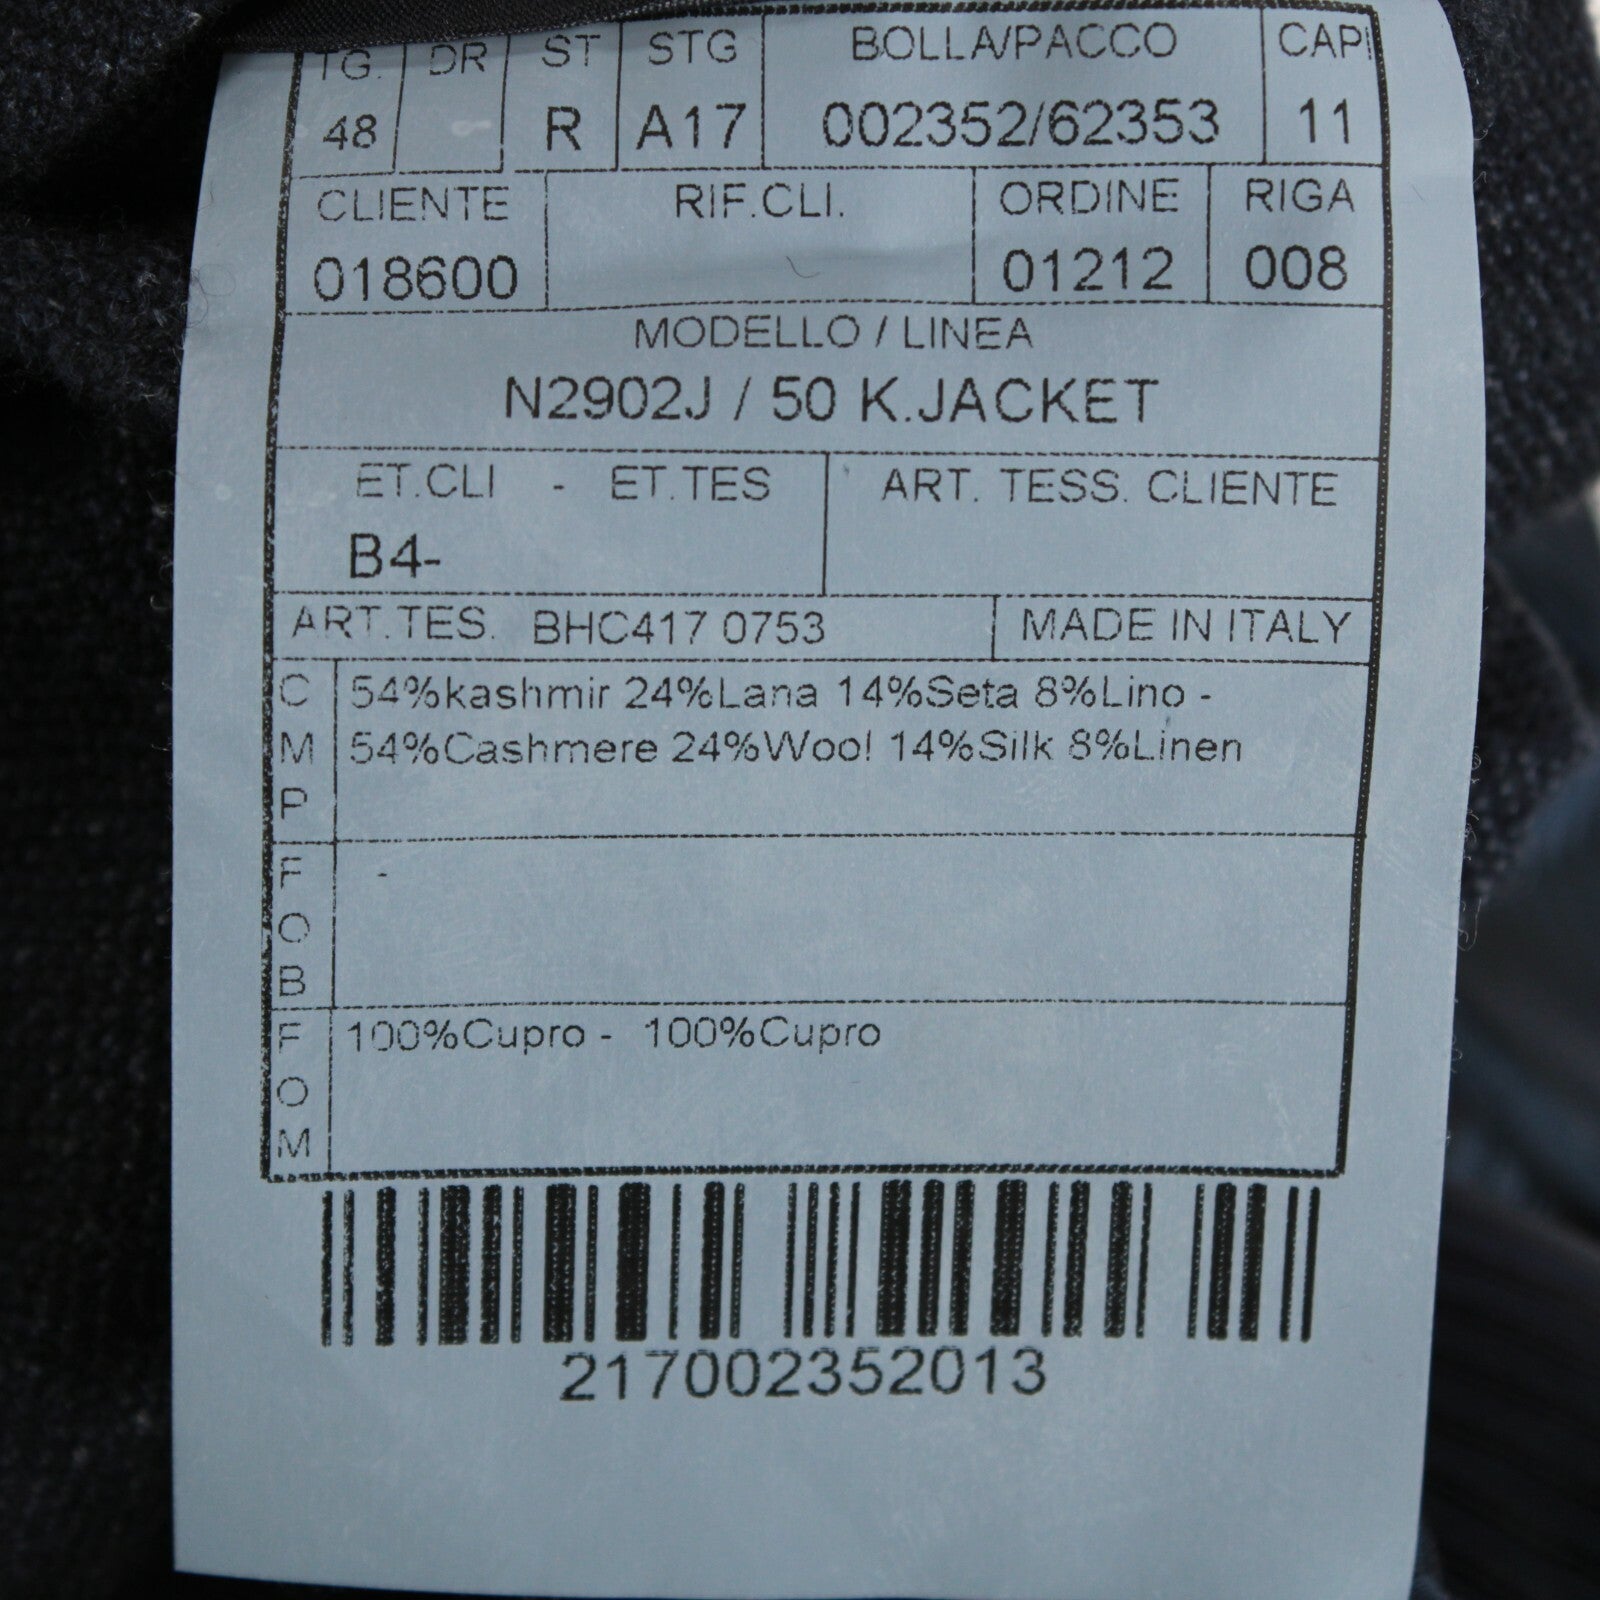 TG. DR ST STG BOLLA/PACCO CAPI
48 R A17 002352/62353 11
CLIENTE RIF.CLI. ORDINE RIGA
018600 01212 008
MODELLO / LINEA
N2902J / 50 K.JACKET
ET.CLI - ET.TES ART. TESS. CLIENTE
B4-
ART.TES. BHC417 0753 MADE IN ITALY
CMP 54%kashmir 24%Lana 14%Seta 8%Lino -
54%Cashmere 24%Wool 14%Silk 8%Linen
FOB -
FOM 100%Cupro - 100%Cupro
217002352013